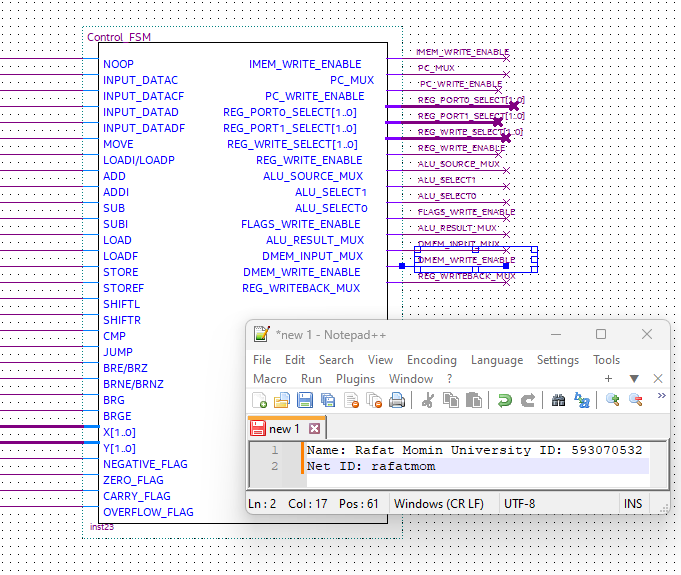 Control_FSM
NOOP
INPUT_DATAC
INPUT_DATACF
INPUT_DATAD
INPUT_DATADF
MOVE
LOADI/LOADP
ADD
ADDI
SUB
SUBI
LOAD
LOADF
STORE
STOREF
SHIFTL
SHIFTR
CMP
JUMP
BRE/BRZ
BRNE/BRNZ
BRG
BRGE
X[1..0]
Y[1..0]
NEGATIVE_FLAG
ZERO_FLAG
CARRY_FLAG
OVERFLOW_FLAG
inst23
IMEM_WRITE_ENABLE
PC_MUX
PC_WRITE_ENABLE
REG_PORT0_SELECT[1..0]
REG_PORT1_SELECT[1..0]
REG_WRITE_SELECT[1..0]
REG_WRITE_ENABLE
ALU_SOURCE_MUX
ALU_SELECT1
ALU_SELECT0
FLAGS_WRITE_ENABLE
ALU_RESULT_MUX
DMEM_INPUT_MUX
DMEM_WRITE_ENABLE
REG_WRITEBACK_MUX
IMEM_WRITE_ENABLE
PC_MUX
PC_WRITE_ENABLE
REG_PORT0_SELECT[1..0]
REG_PORT1_SELECT[1..0]
REG_WRITE_SELECT[1..0]
REG_WRITE_ENABLE
ALU_SOURCE_MUX
ALU_SELECT1
ALU_SELECT0
FLAGS_WRITE_ENABLE
ALU_RESULT_MUX
DMEM_INPUT_MUX
DMEM_WRITE_ENABLE
REG_WRITEBACK_MUX
*new 1 - Notepad++
File Edit Search View Encoding Language Settings Tools
Macro Run Plugins Window ?
new 1
1 Name: Rafat Momin University ID: 593070532
2 Net ID: rafatmom
Ln: 2 Col: 17 Pos: 61 Windows (CR LF) UTF-8 INS